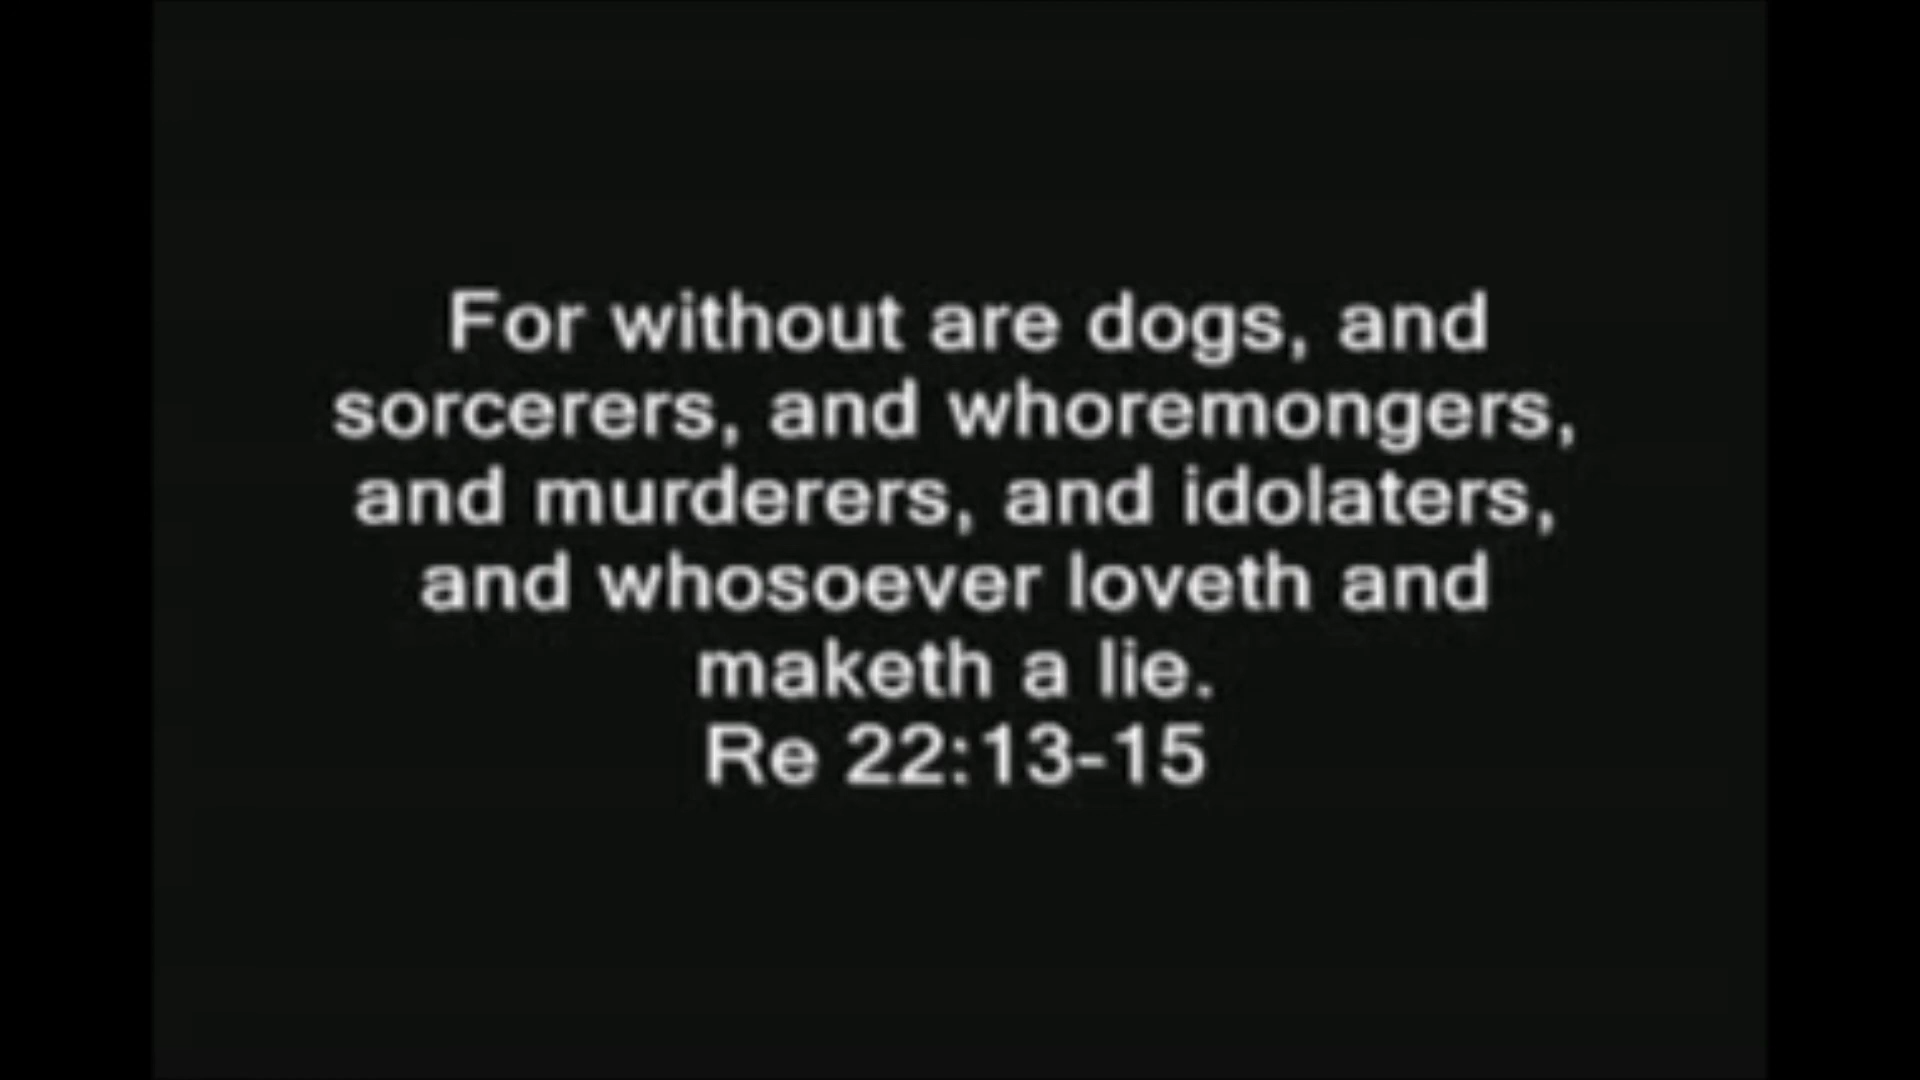 For without are dogs, and
sorcerers, and whoremongers,
and murderers, and idolaters,
and whosoever loveth and
maketh a lie.
Re 22:13-15